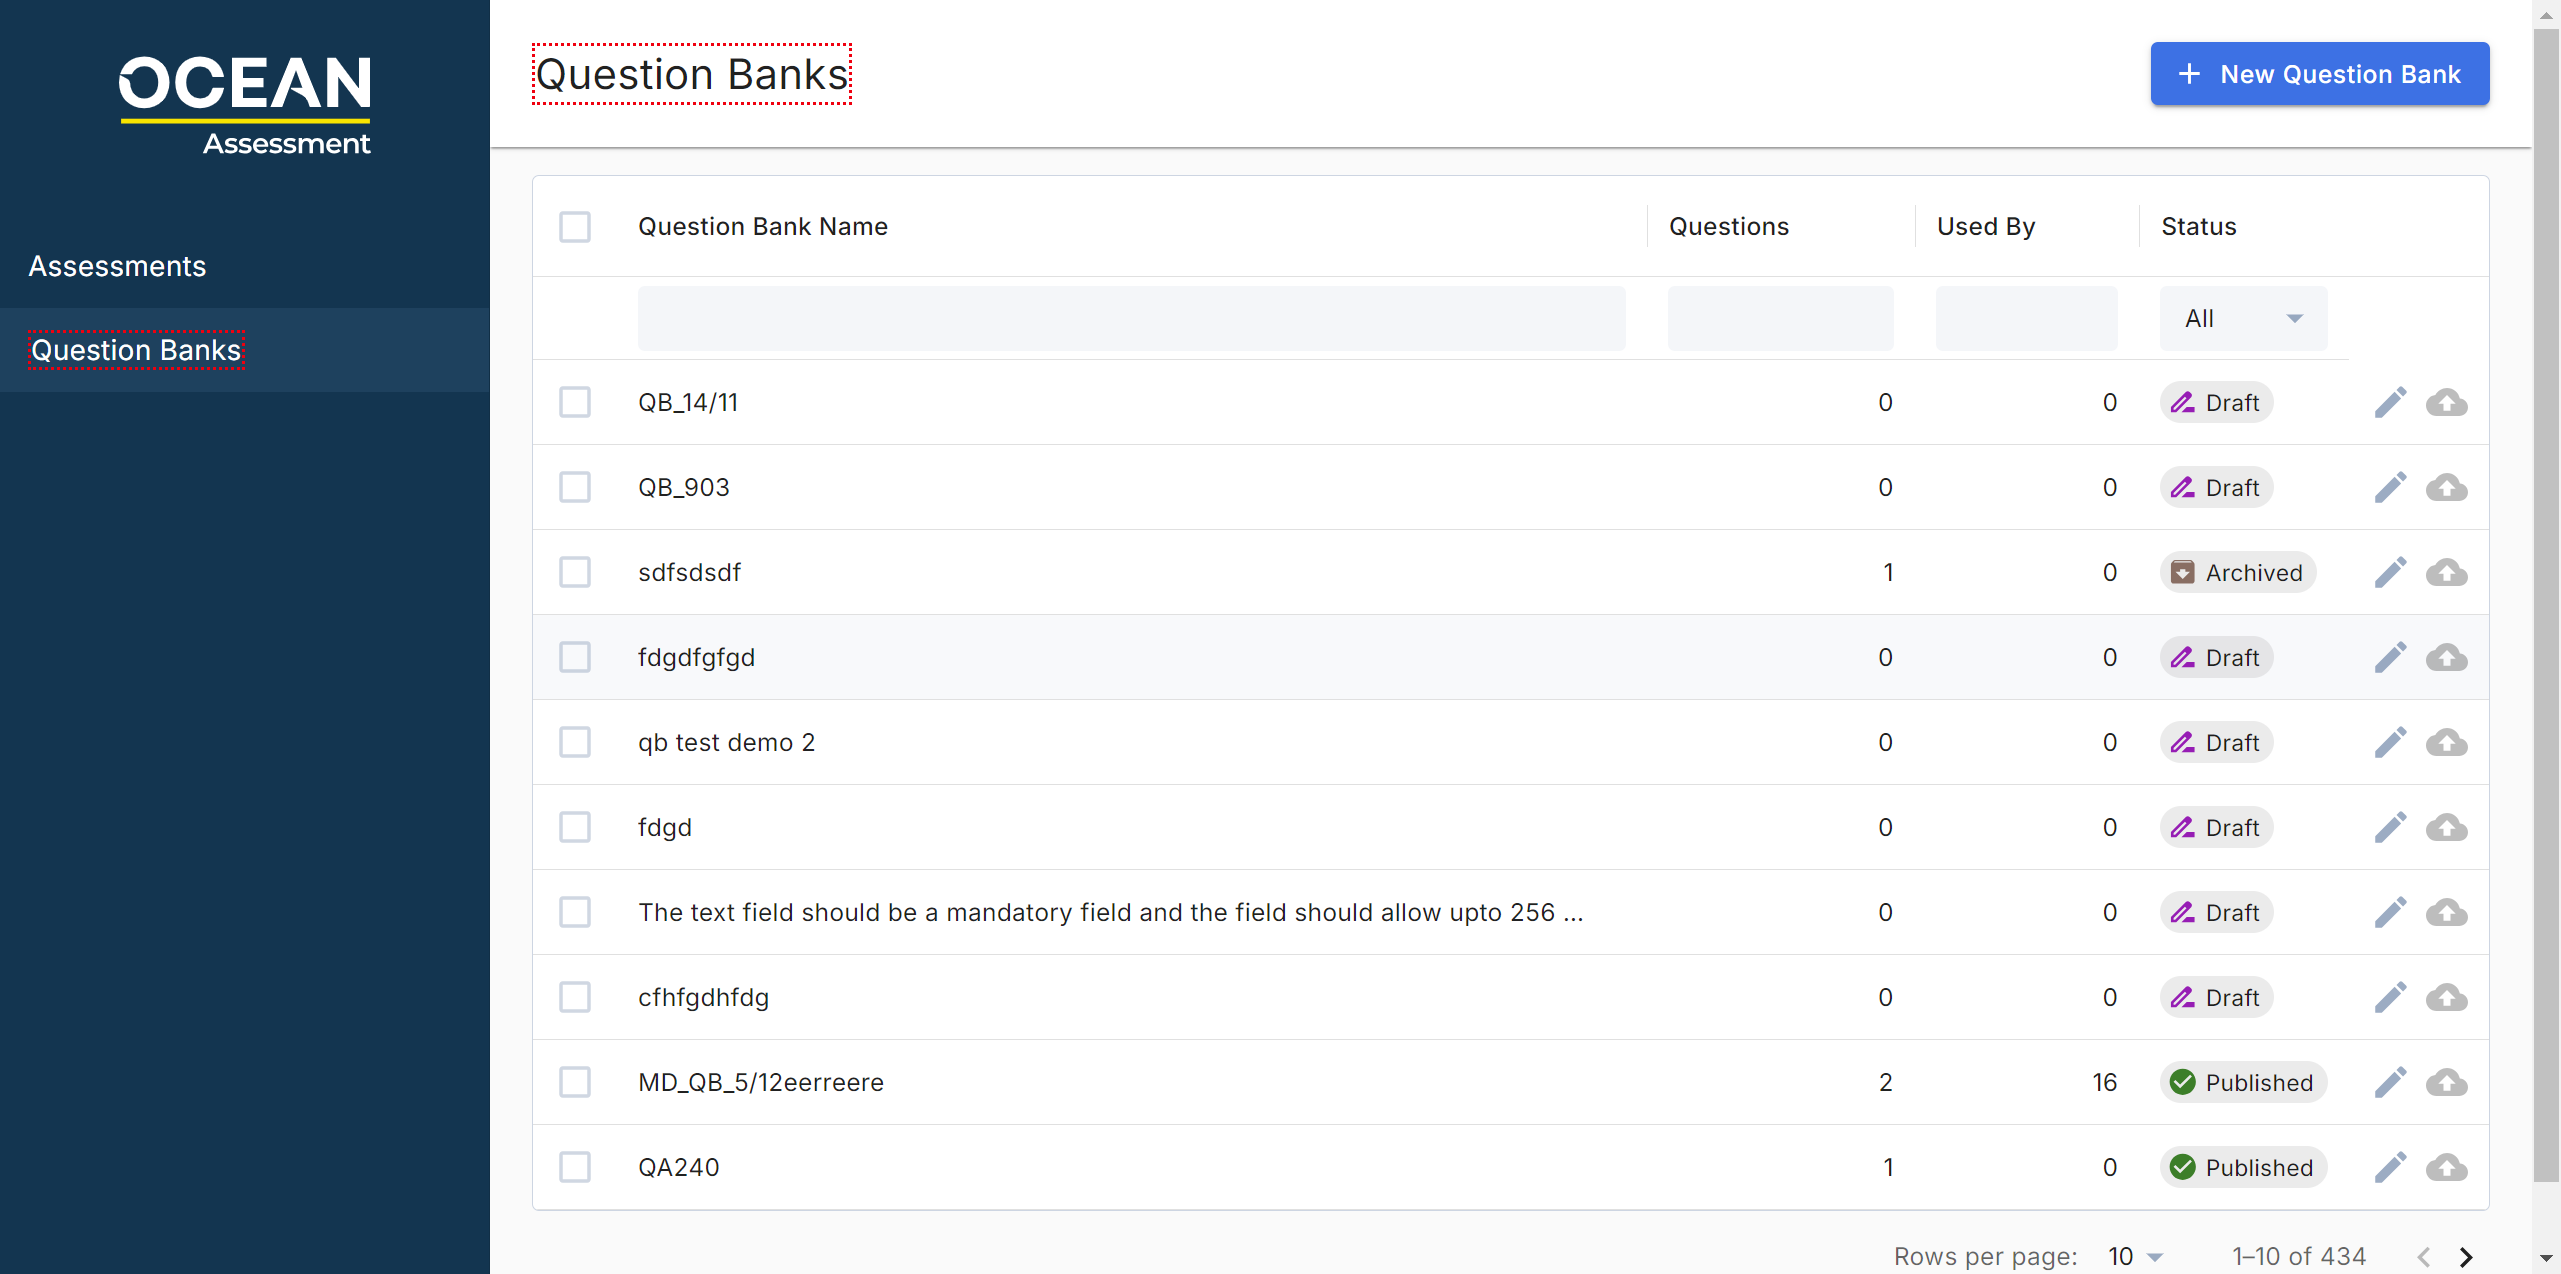 OCEAN
Assessment
Assessments
Question Banks
Question Banks
New Question Bank
Question Bank Name Questions Used By Status
All
QB_14/11 0 0 Draft
QB_903 0 0 Draft
sdfsdsdf 1 0 Archived
fdgdfgfgd 0 0 Draft
qb test demo 2 0 0 Draft
fdgd 0 0 Draft
The text field should be a mandatory field and the field should allow upto 256 ... 0 0 Draft
cfhfgdhfdg 0 0 Draft
MD_QB_5/12eerreere 2 16 Published
QA240 1 0 Published
Rows per page: 10 1–10 of 434